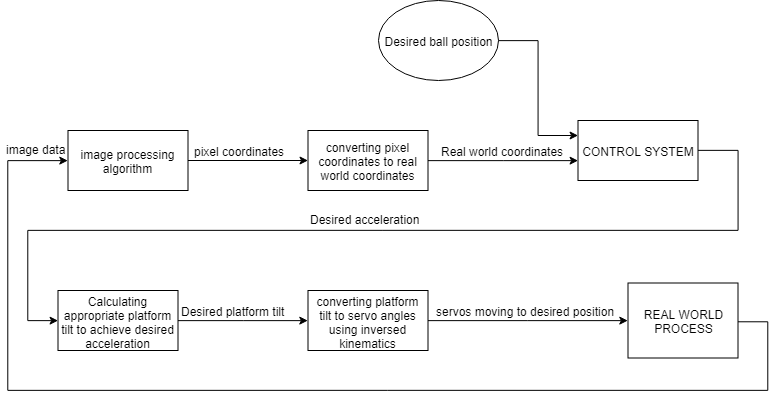 Desired ball position
image data
image processing
algorithm
pixel coordinates
converting pixel
coordinates to real
world coordinates
Real world coordinates
CONTROL SYSTEM
Desired acceleration
Calculating
appropriate platform
tilt to achieve desired
acceleration
Desired platform tilt
converting platform
tilt to servo angles
using inversed
kinematics
servos moving to desired position
REAL WORLD
PROCESS